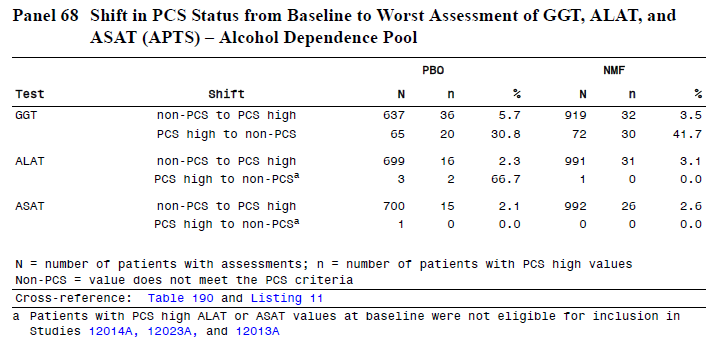 Panel 68 Shift in PCS Status from Baseline to Worst Assessment of GGT, ALAT, and
ASAT (APTS) – Alcohol Dependence Pool
PBO NMF
Test Shift N n % N n %
GGT non-PCS to PCS high 637 36 5.7 919 32 3.5
PCS high to non-PCS 65 20 30.8 72 30 41.7
ALAT non-PCS to PCS high 699 16 2.3 991 31 3.1
PCS high to non-PCSa 3 2 66.7 1 0 0.0
ASAT non-PCS to PCS high 700 15 2.1 992 26 2.6
PCS high to non-PCSa 1 0 0.0 0 0 0.0
N = number of patients with assessments; n = number of patients with PCS high values
Non-PCS = value does not meet the PCS criteria
Cross-reference: Table 190 and Listing 11
a Patients with PCS high ALAT or ASAT values at baseline were not eligible for inclusion in
Studies 12014A, 12023A, and 12013A